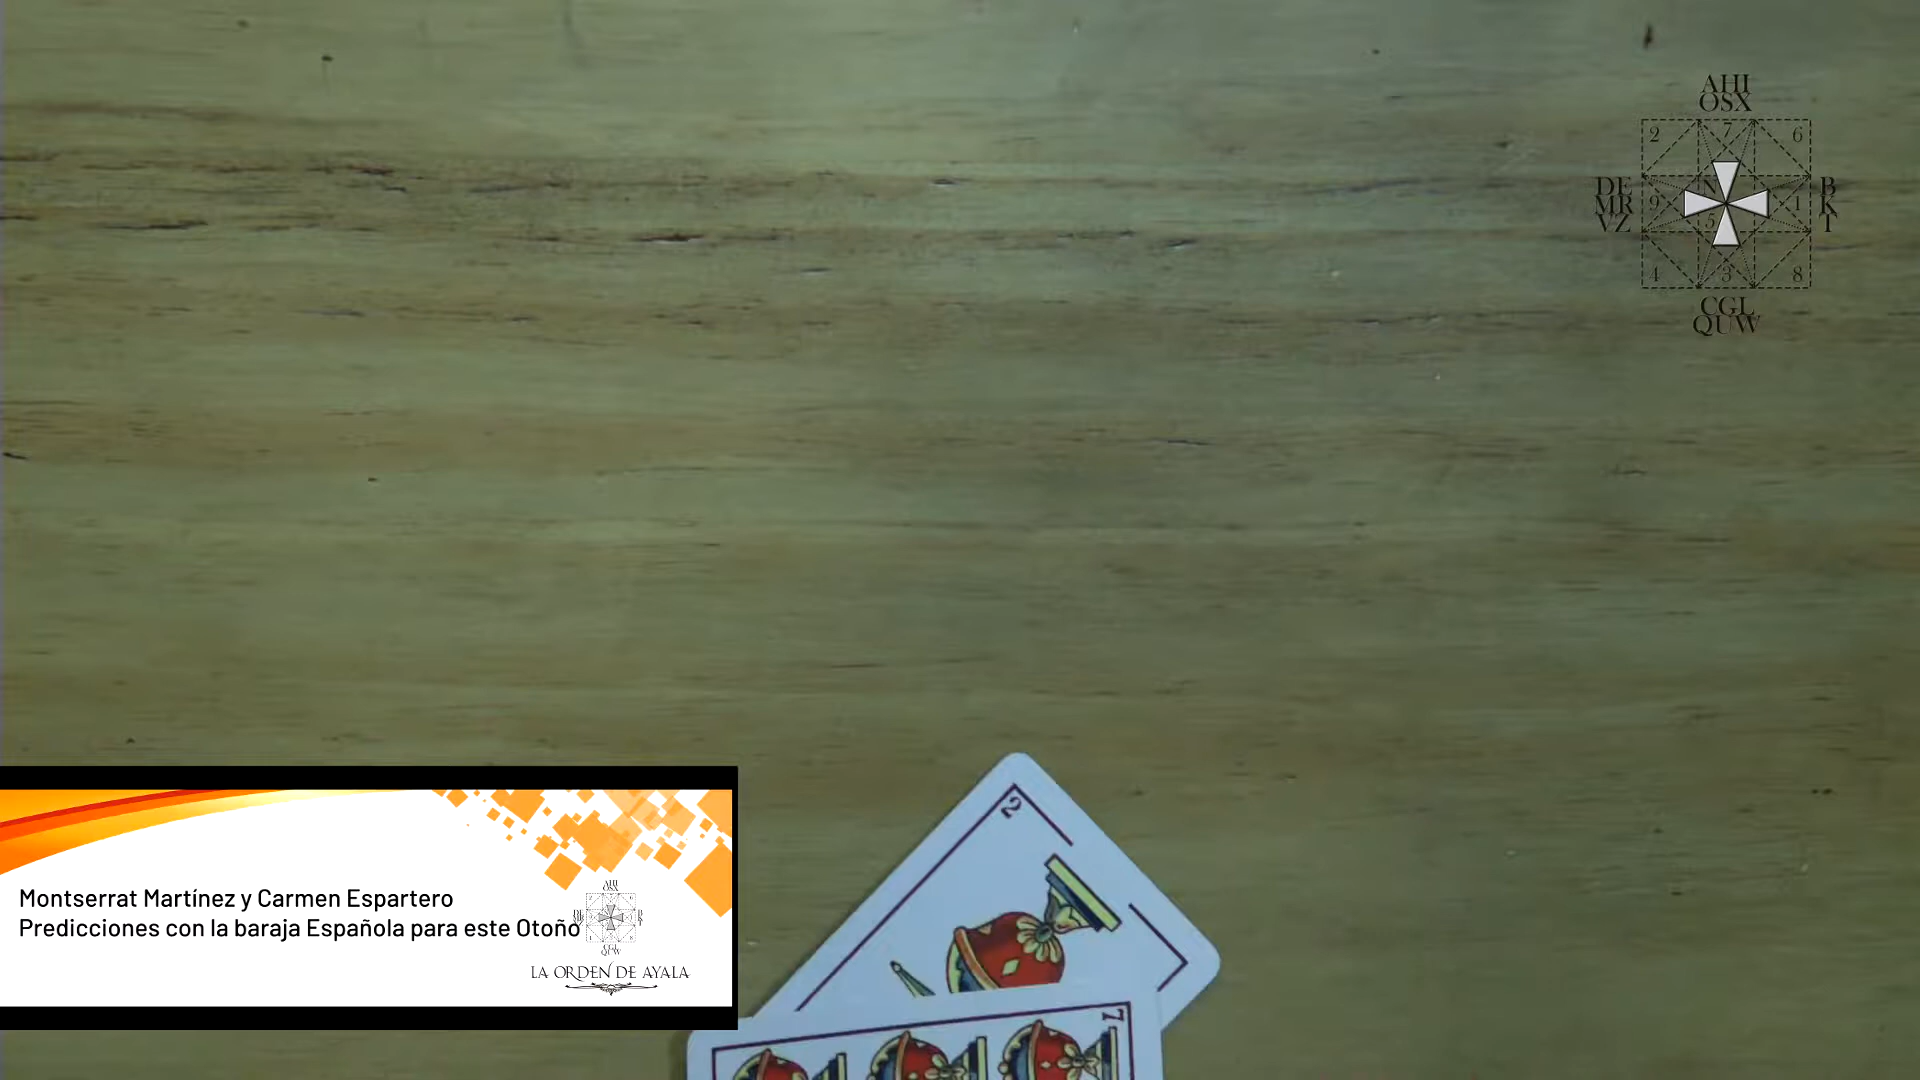 AHI
OSX
2 7 6
DE
MR
VZ
9 N 5 1
B
K
T
4 3 8
CGL
QUW
2
Montserrat Martínez y Carmen Espartero
Predicciones con la baraja Española para este Otoño
LA ORDEN DE AYALA
7